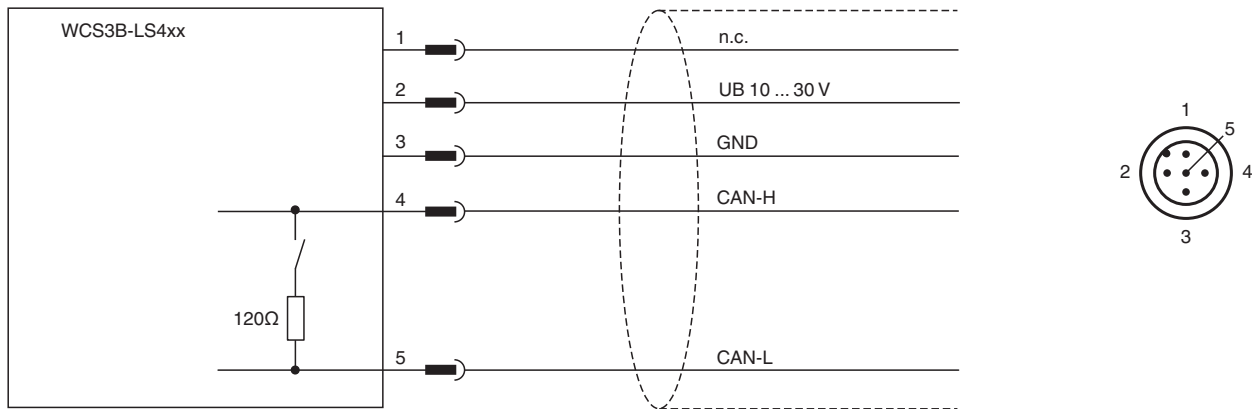 WCS3B-LS4xx
1 n.c.
2 UB 10 ... 30 V
3 GND
4 CAN-H
120Ω
5 CAN-L
1
5
2 4
3